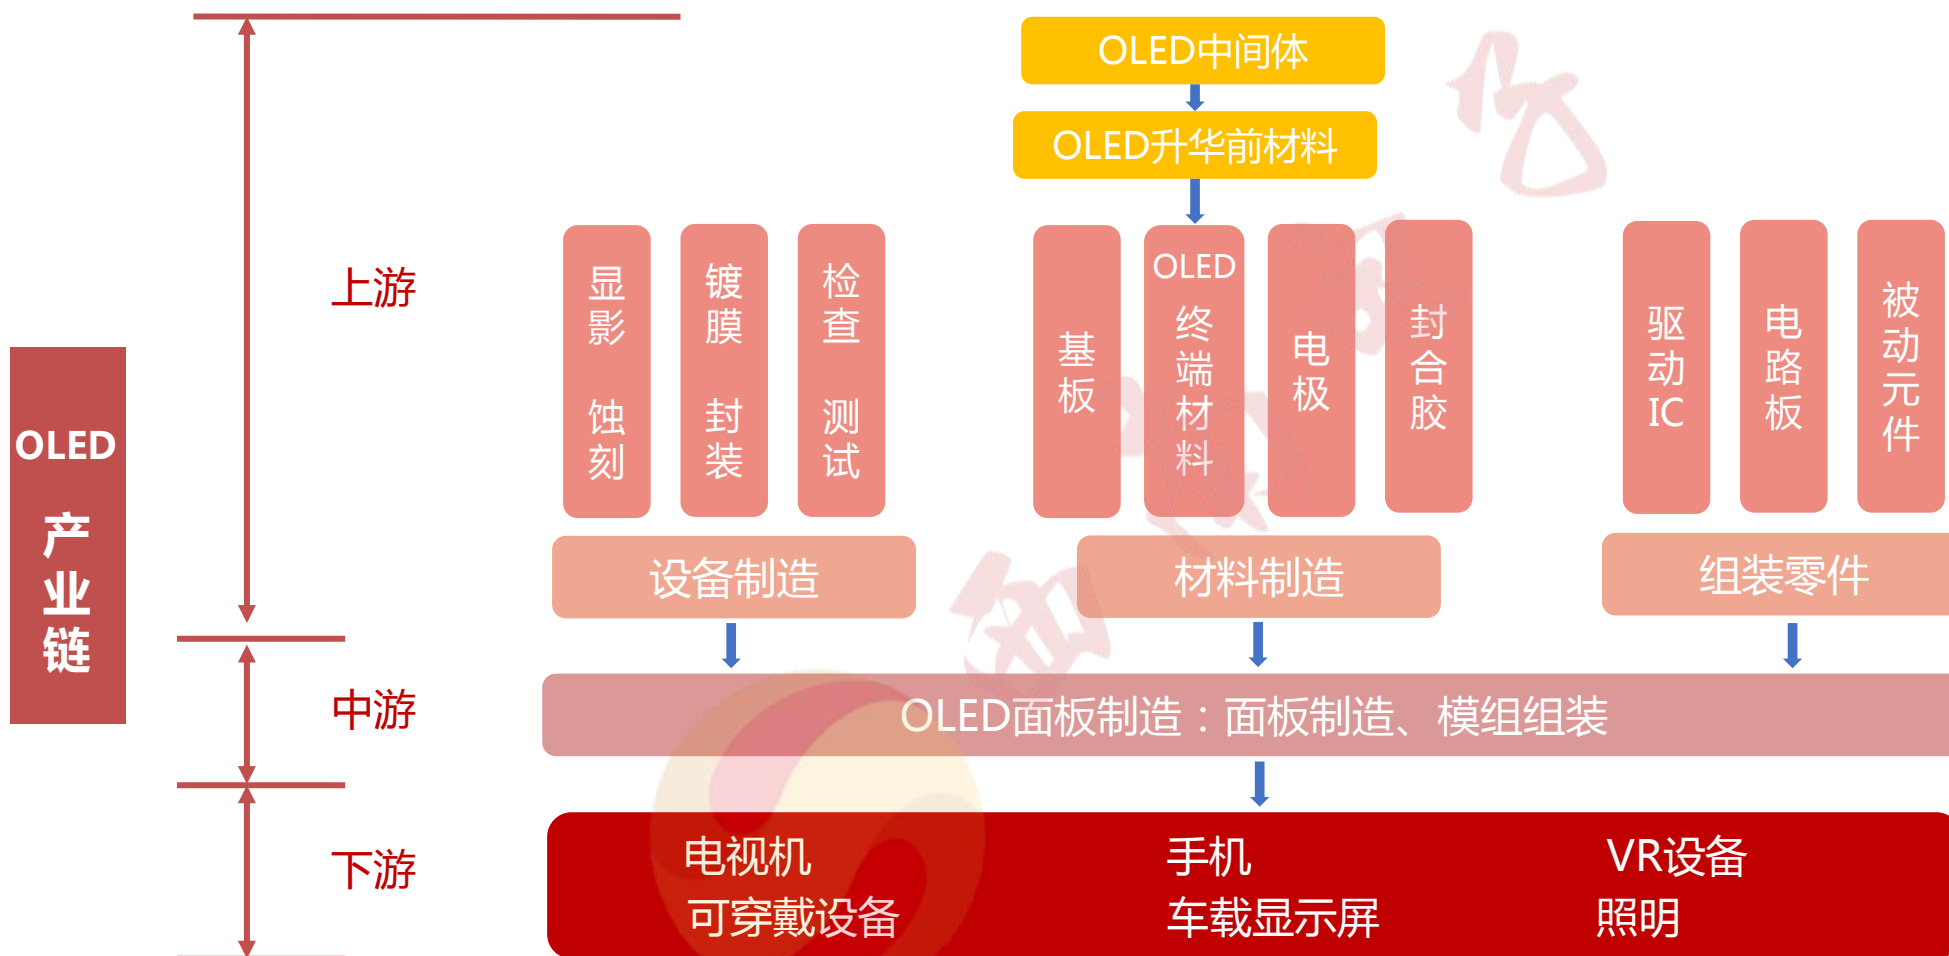 OLED中间体
OLED升华前材料
上游
显影 蚀刻
镀膜 封装
检查 测试
基板
OLED终端材料
电极
封合胶
驱动IC
电路板
被动元件
OLED
产业链
设备制造
材料制造
组装零件
中游
OLED面板制造：面板制造、模组组装
下游
电视机 手机 VR设备
可穿戴设备 车载显示屏 照明